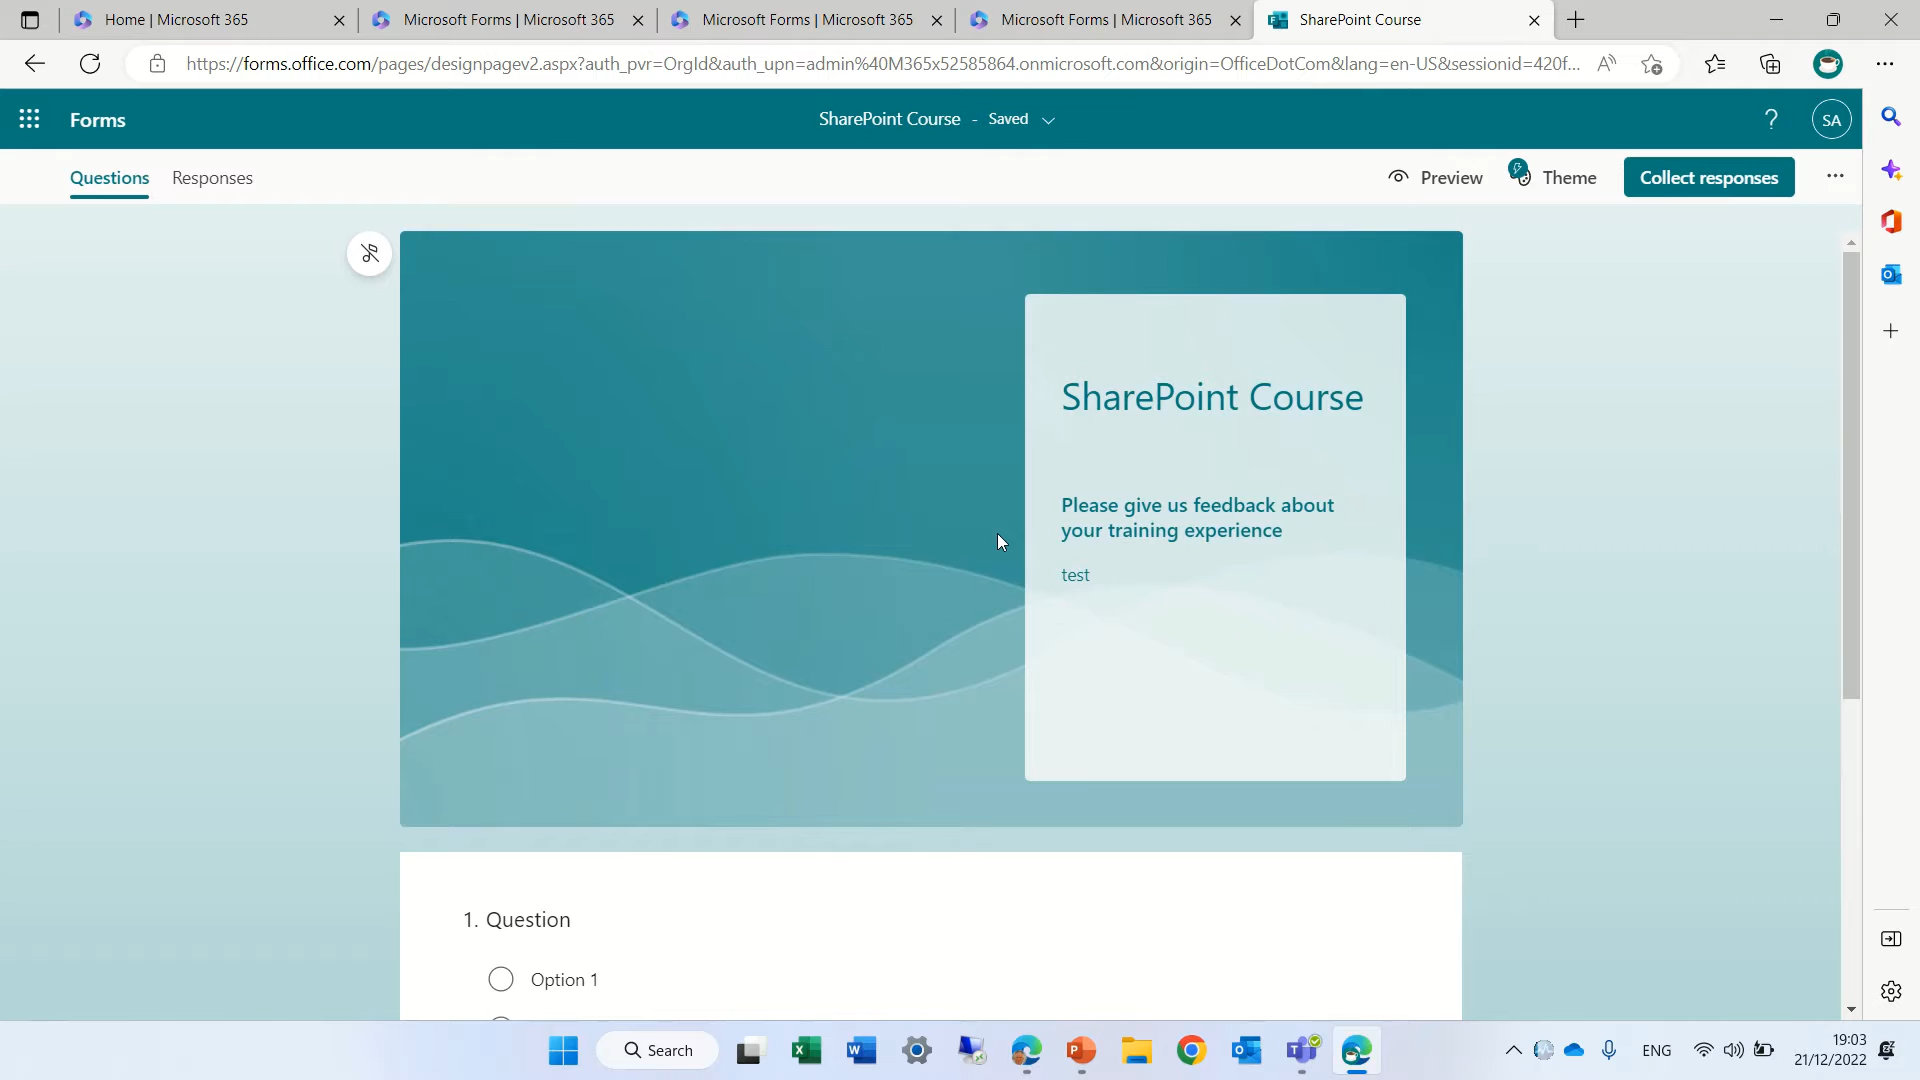 Home | Microsoft 365
Microsoft Forms | Microsoft 365
Microsoft Forms | Microsoft 365
Microsoft Forms | Microsoft 365
SharePoint Course
https://forms.office.com/pages/designpagev2.aspx?auth_pvr=OrgId&auth_upn=admin%40M365x52585864.onmicrosoft.com&origin=OfficeDotCom&lang=en-US&sessionid=420f...
Forms
SharePoint Course - Saved
?
SA
Questions
Responses
Preview
Theme
Collect responses
SharePoint Course
Please give us feedback about
your training experience
test
1. Question
Option 1
Search
ENG
19:03
21/12/2022